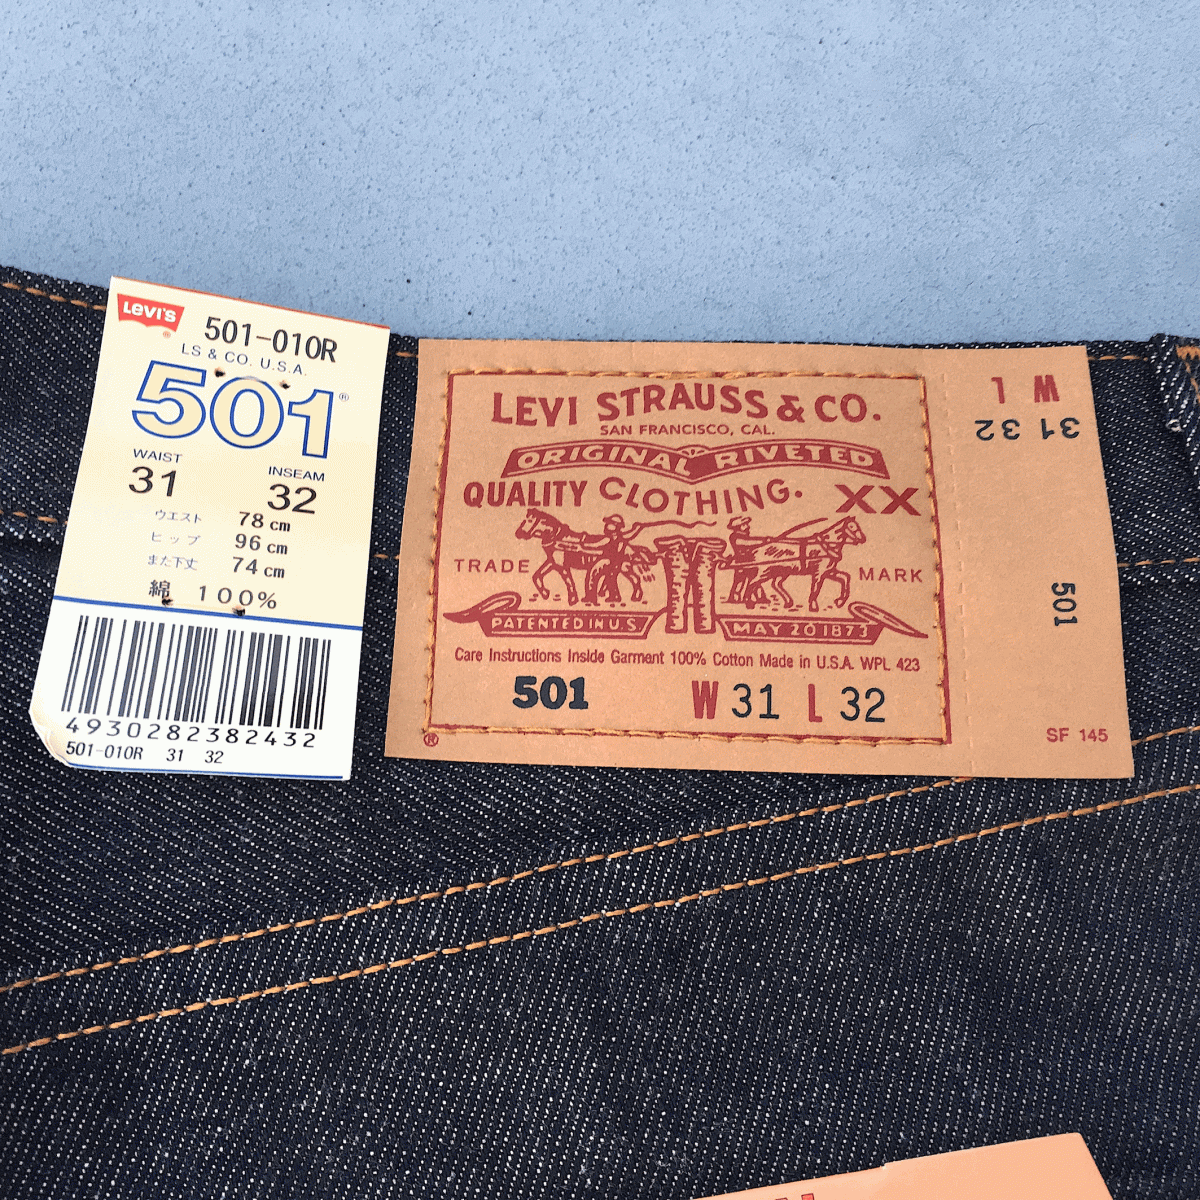 Levi's ®
501-010R
LS & CO. U.S.A.
501®
WAIST INSEAM
31 32
ウエスト 78 cm
ヒップ 96 cm
また下丈 74 cm
綿 100%
4930282382432
501-010R 31 32
LEVI STRAUSS & CO.
SAN FRANCISCO, CAL.
ORIGINAL RIVETED
QUALITY CLOTHING. XX
TRADE MARK
PATENTED IN U.S. MAY 20 1873
Care Instructions Inside Garment 100% Cotton Made in U.S.A. WPL 423
501 W 31 L 32
®
W L
31 32
501
SF 145